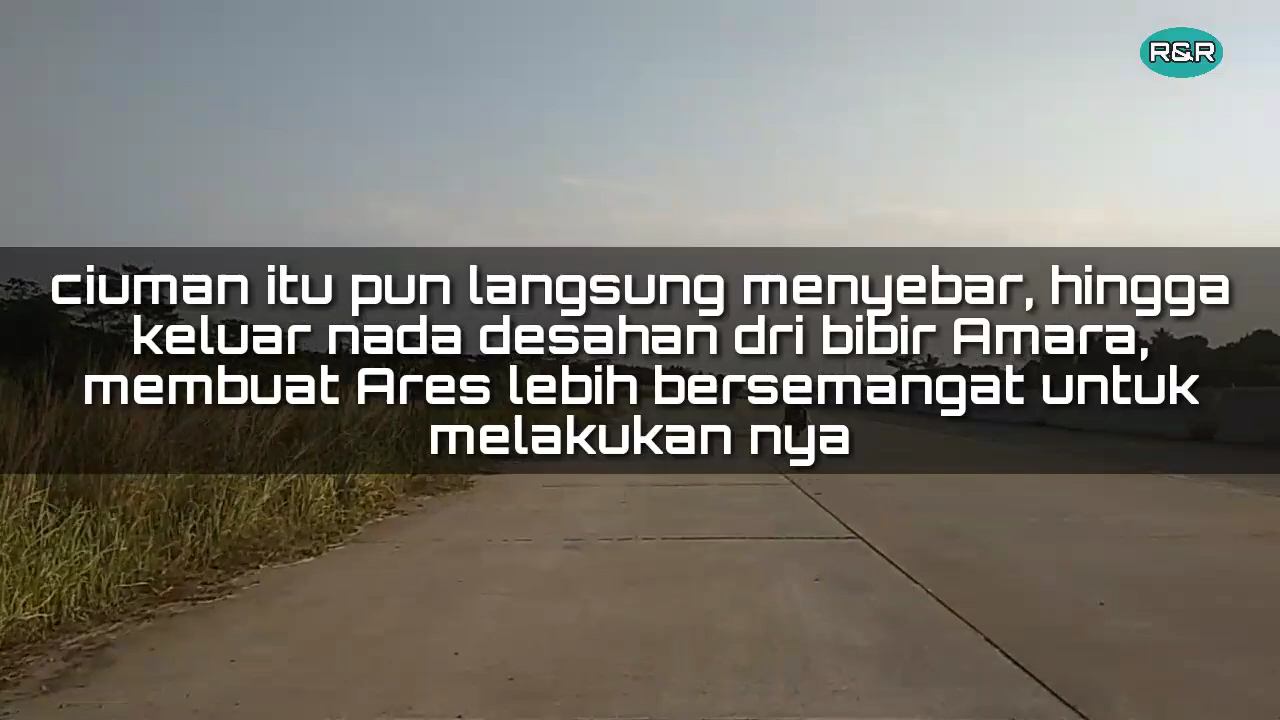 R&R
ciuman itu pun langsung menyebar, hingga
keluar nada desahan dri bibir Amara,
membuat Ares lebih bersemangat untuk
melakukan nya